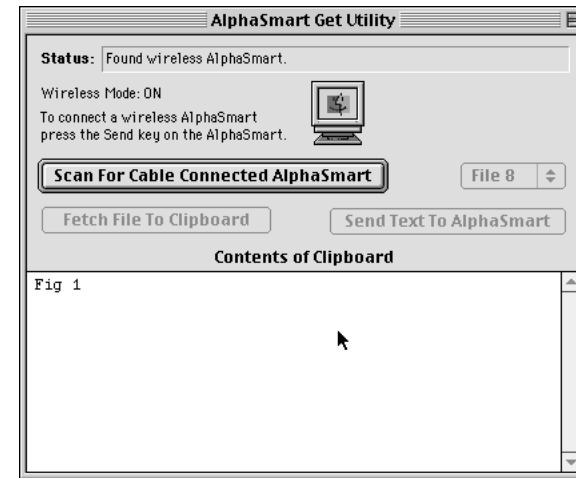 AlphaSmart Get Utility
Status: Found wireless AlphaSmart.
Wireless Mode: ON
To connect a wireless AlphaSmart
press the Send key on the AlphaSmart.
Scan For Cable Connected AlphaSmart
File 8
Fetch File To Clipboard
Send Text To AlphaSmart
Contents of Clipboard
Fig 1